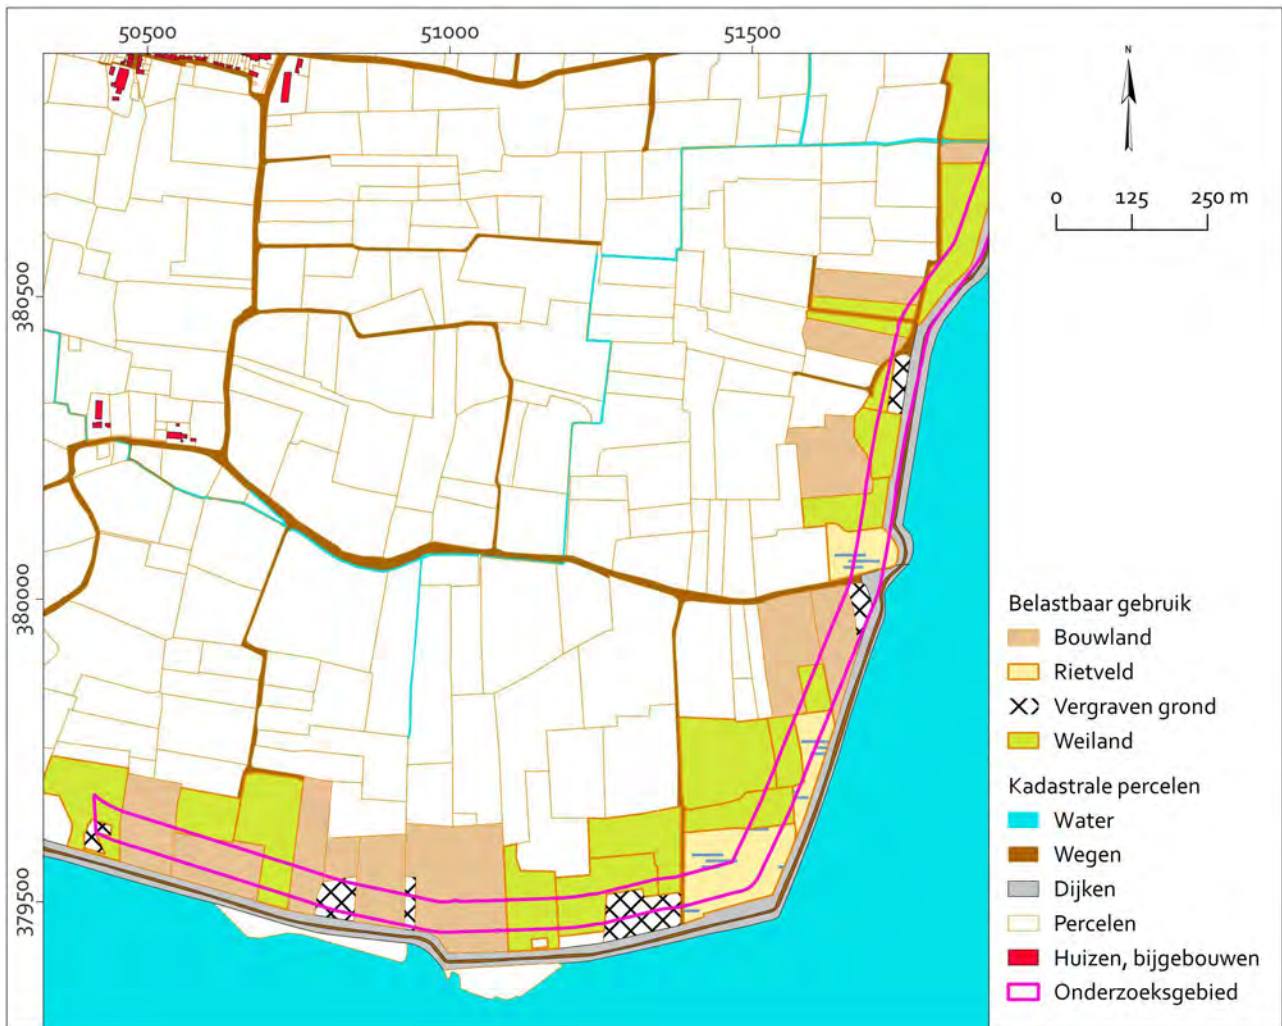 50500
51000
51500
N
0 125 250 m
380500
380000
379500
Belastbaar gebruik
Bouwland
Rietveld
Vergraven grond
Weiland
Kadastrale percelen
Water
Wegen
Dijken
Percelen
Huizen, bijgebouwen
Onderzoeksgebied